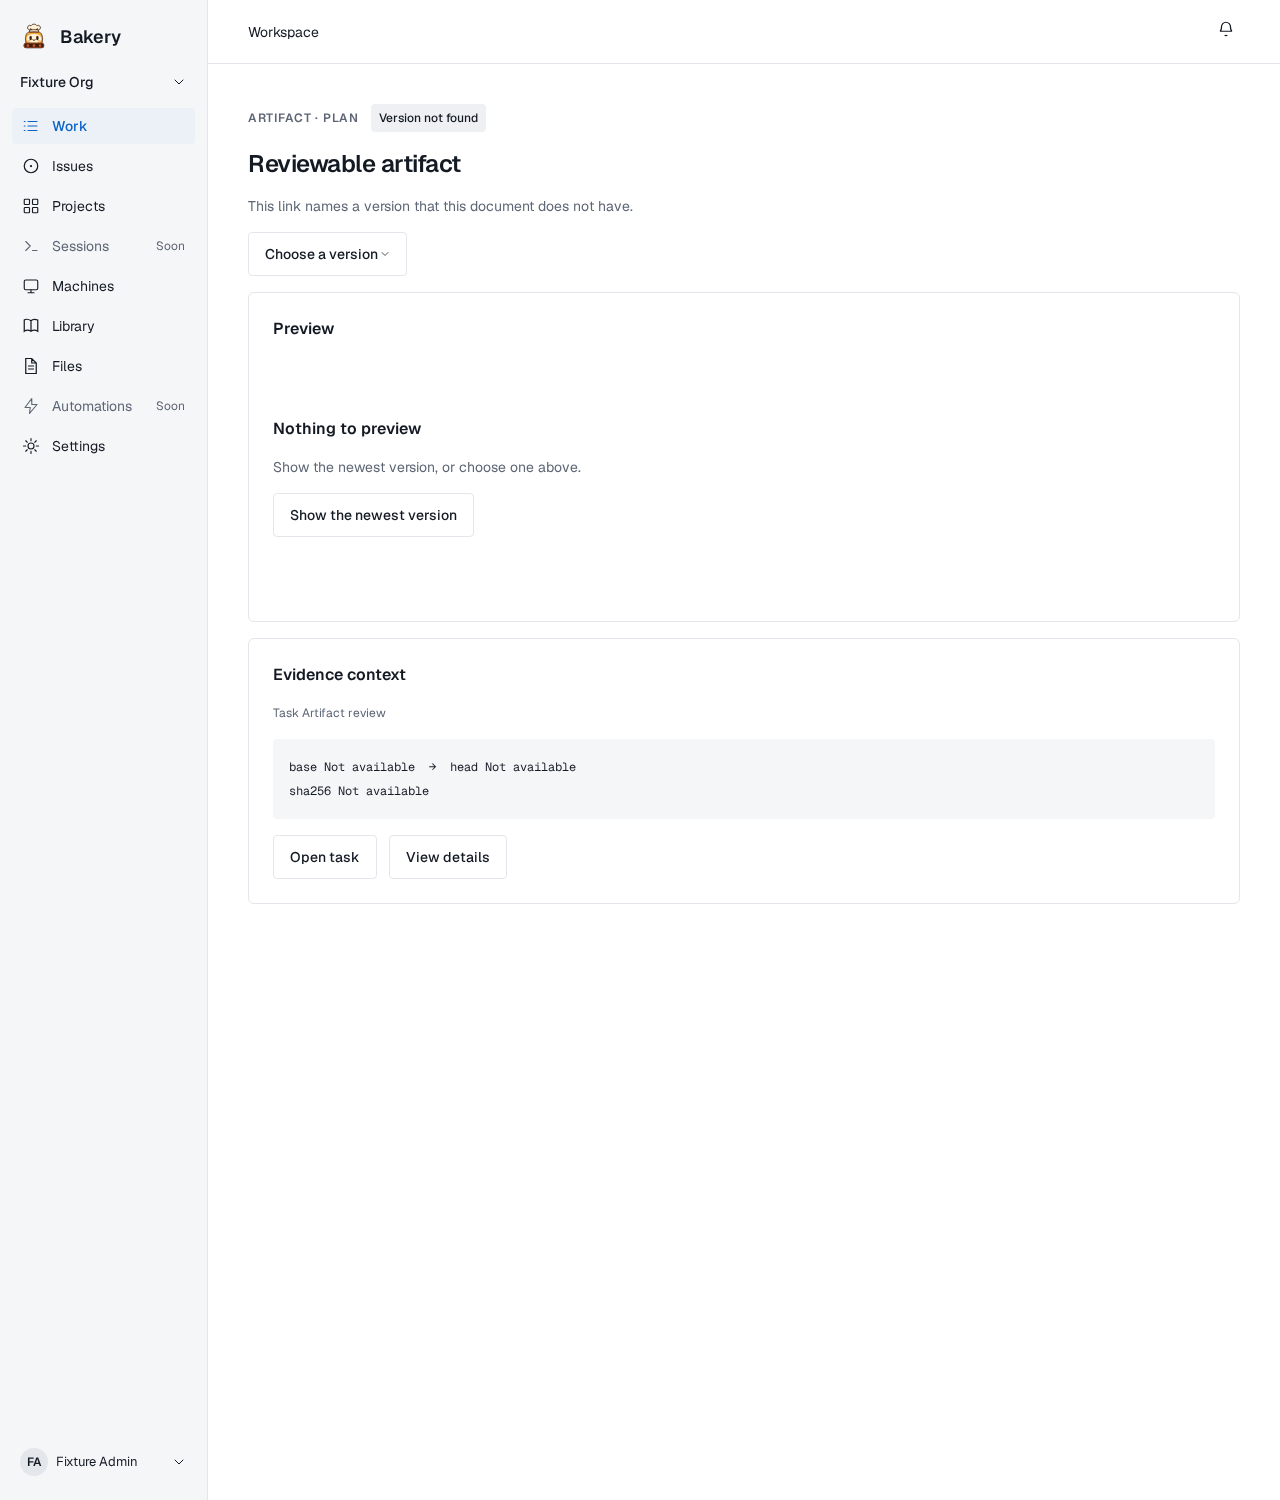 Bakery
Fixture Org
Work
Issues
Projects
Sessions Soon
Machines
Library
Files
Automations Soon
Settings
FA Fixture Admin
Workspace
ARTIFACT · PLAN Version not found
Reviewable artifact
This link names a version that this document does not have.
Choose a version
Preview
Nothing to preview
Show the newest version, or choose one above.
Show the newest version
Evidence context
Task Artifact review
base Not available → head Not available
sha256 Not available
Open task View details